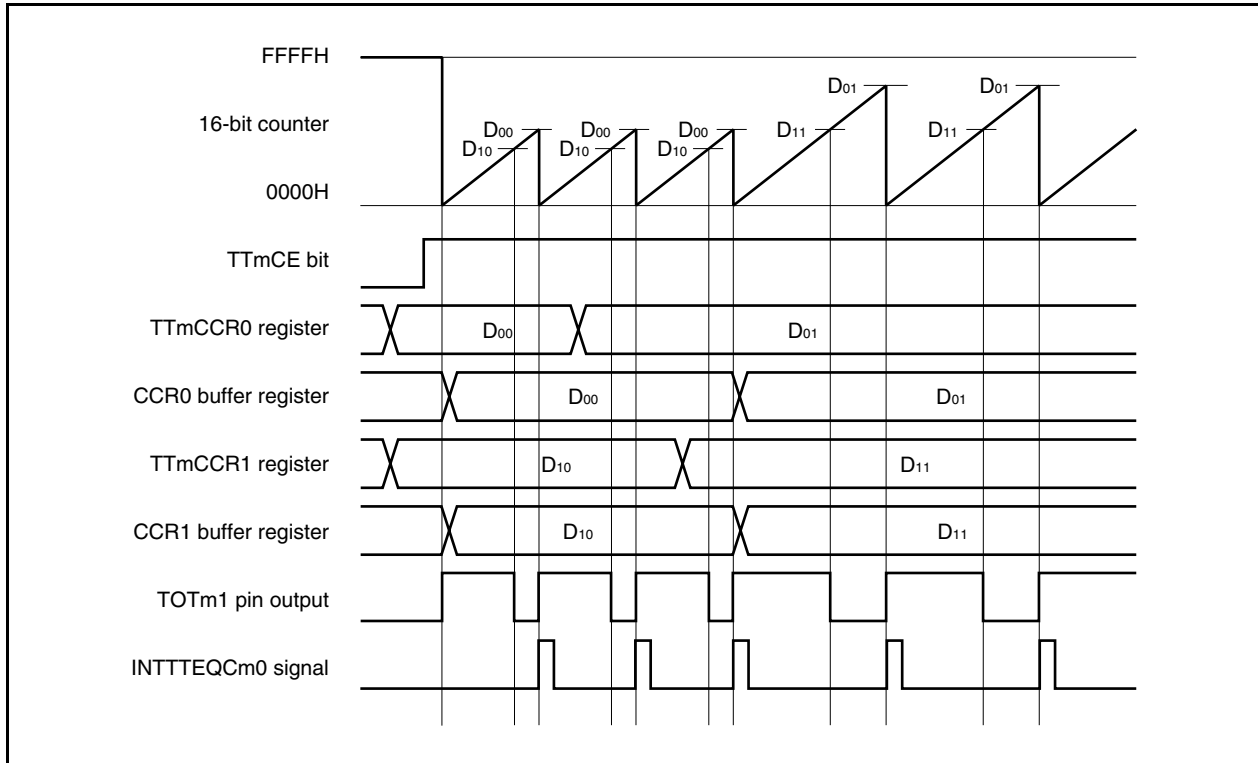 FFFFH
D01 D01
16-bit counter D00 D00 D00 D11 D11
D10 D10 D10
0000H
TTmCE bit
TTmCCR0 register D00 D01
CCR0 buffer register D00 D01
TTmCCR1 register D10 D11
CCR1 buffer register D10 D11
TOTm1 pin output
INTTTEQCm0 signal